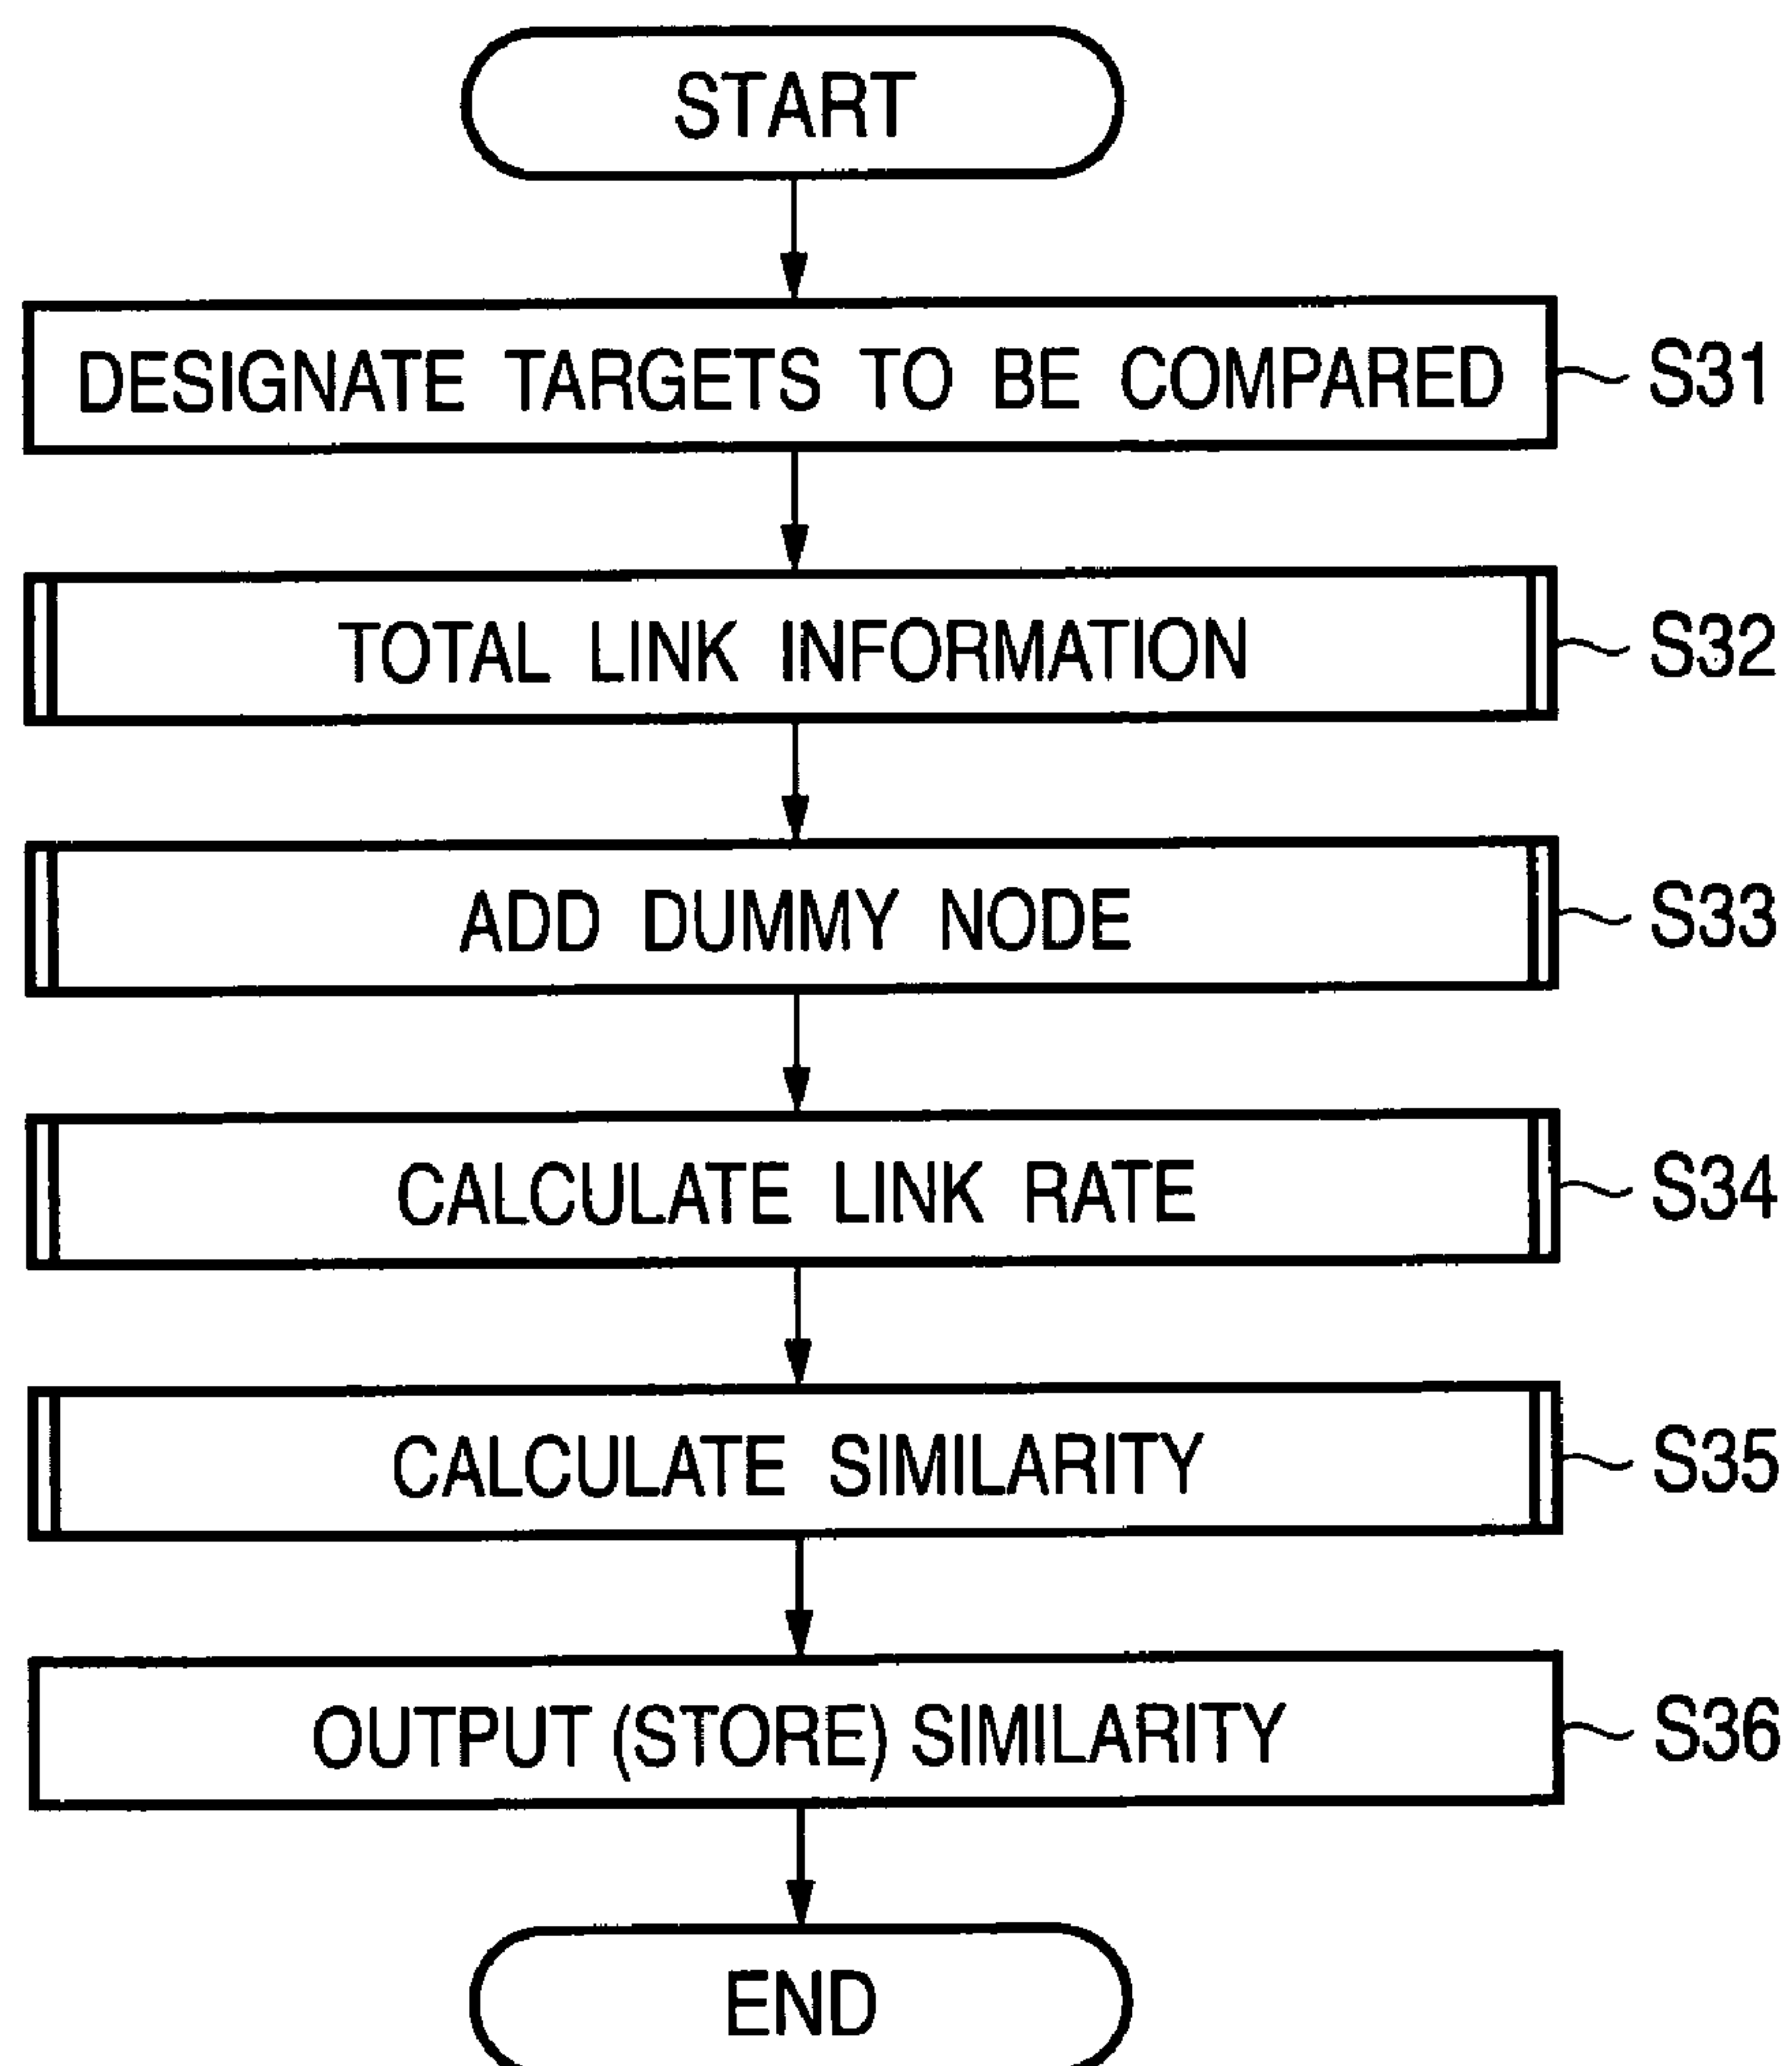 START
DESIGNATE TARGETS TO BE COMPARED S31
TOTAL LINK INFORMATION S32
ADD DUMMY NODE S33
CALCULATE LINK RATE S34
CALCULATE SIMILARITY S35
OUTPUT (STORE) SIMILARITY S36
END